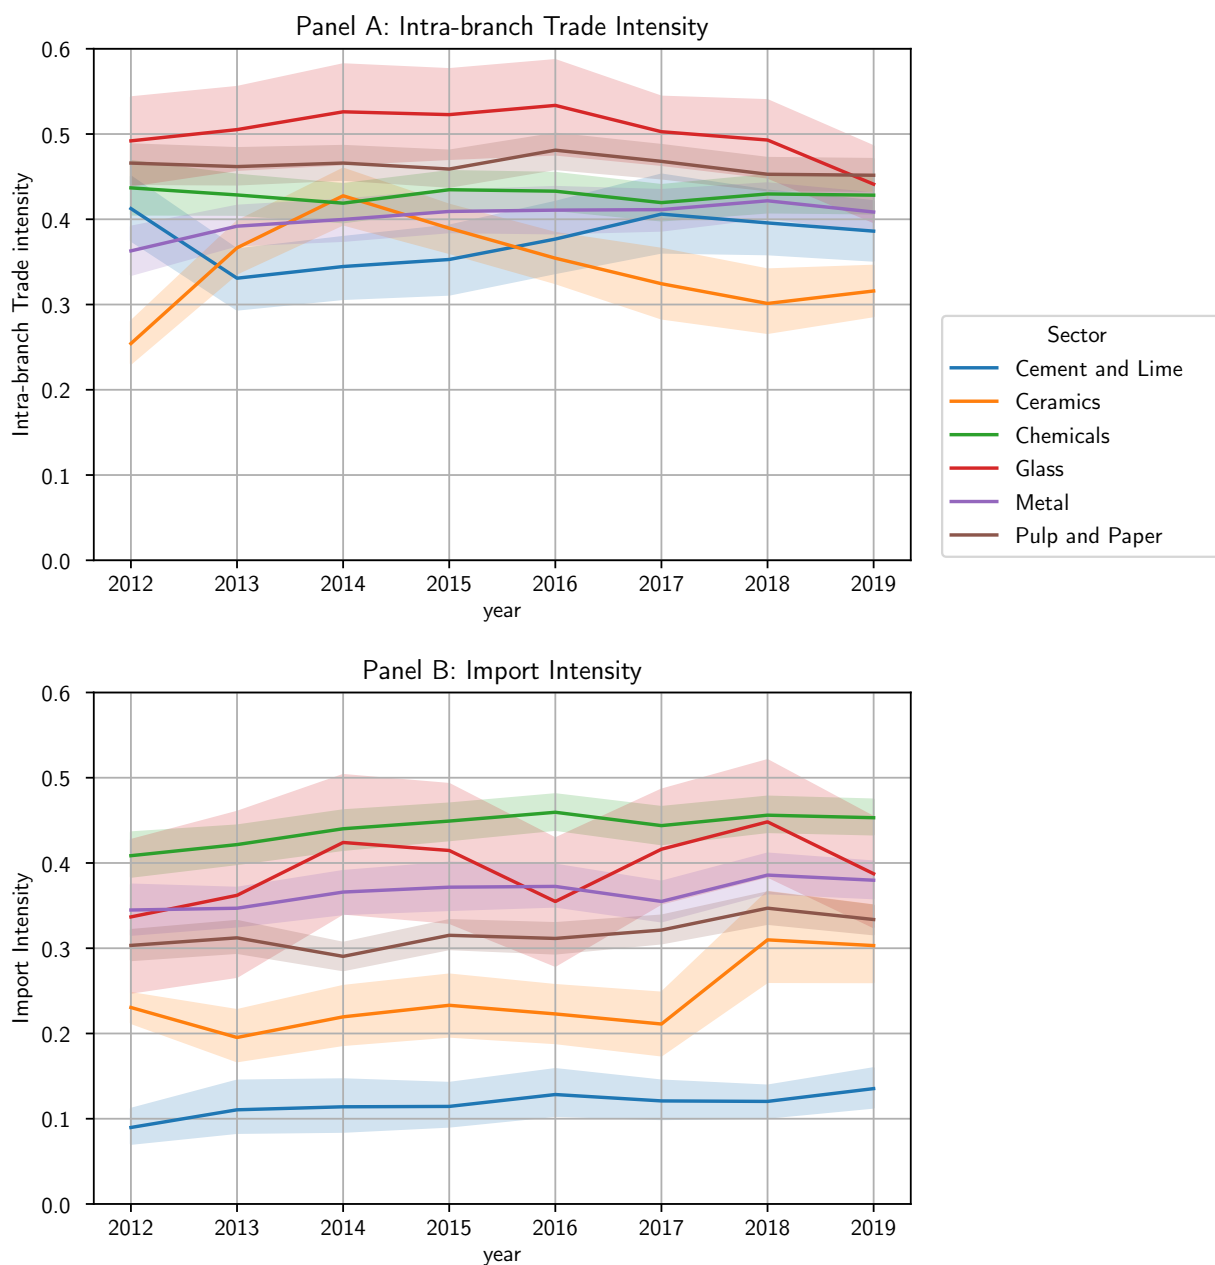 Panel A: Intra-branch Trade Intensity
0.6
0.5
0.4
0.3
0.2
0.1
0.0
Intra-branch Trade intensity
2012 2013 2014 2015 2016 2017 2018 2019
year
Sector
Cement and Lime
Ceramics
Chemicals
Glass
Metal
Pulp and Paper
Panel B: Import Intensity
0.6
0.5
0.4
0.3
0.2
0.1
0.0
Import Intensity
2012 2013 2014 2015 2016 2017 2018 2019
year